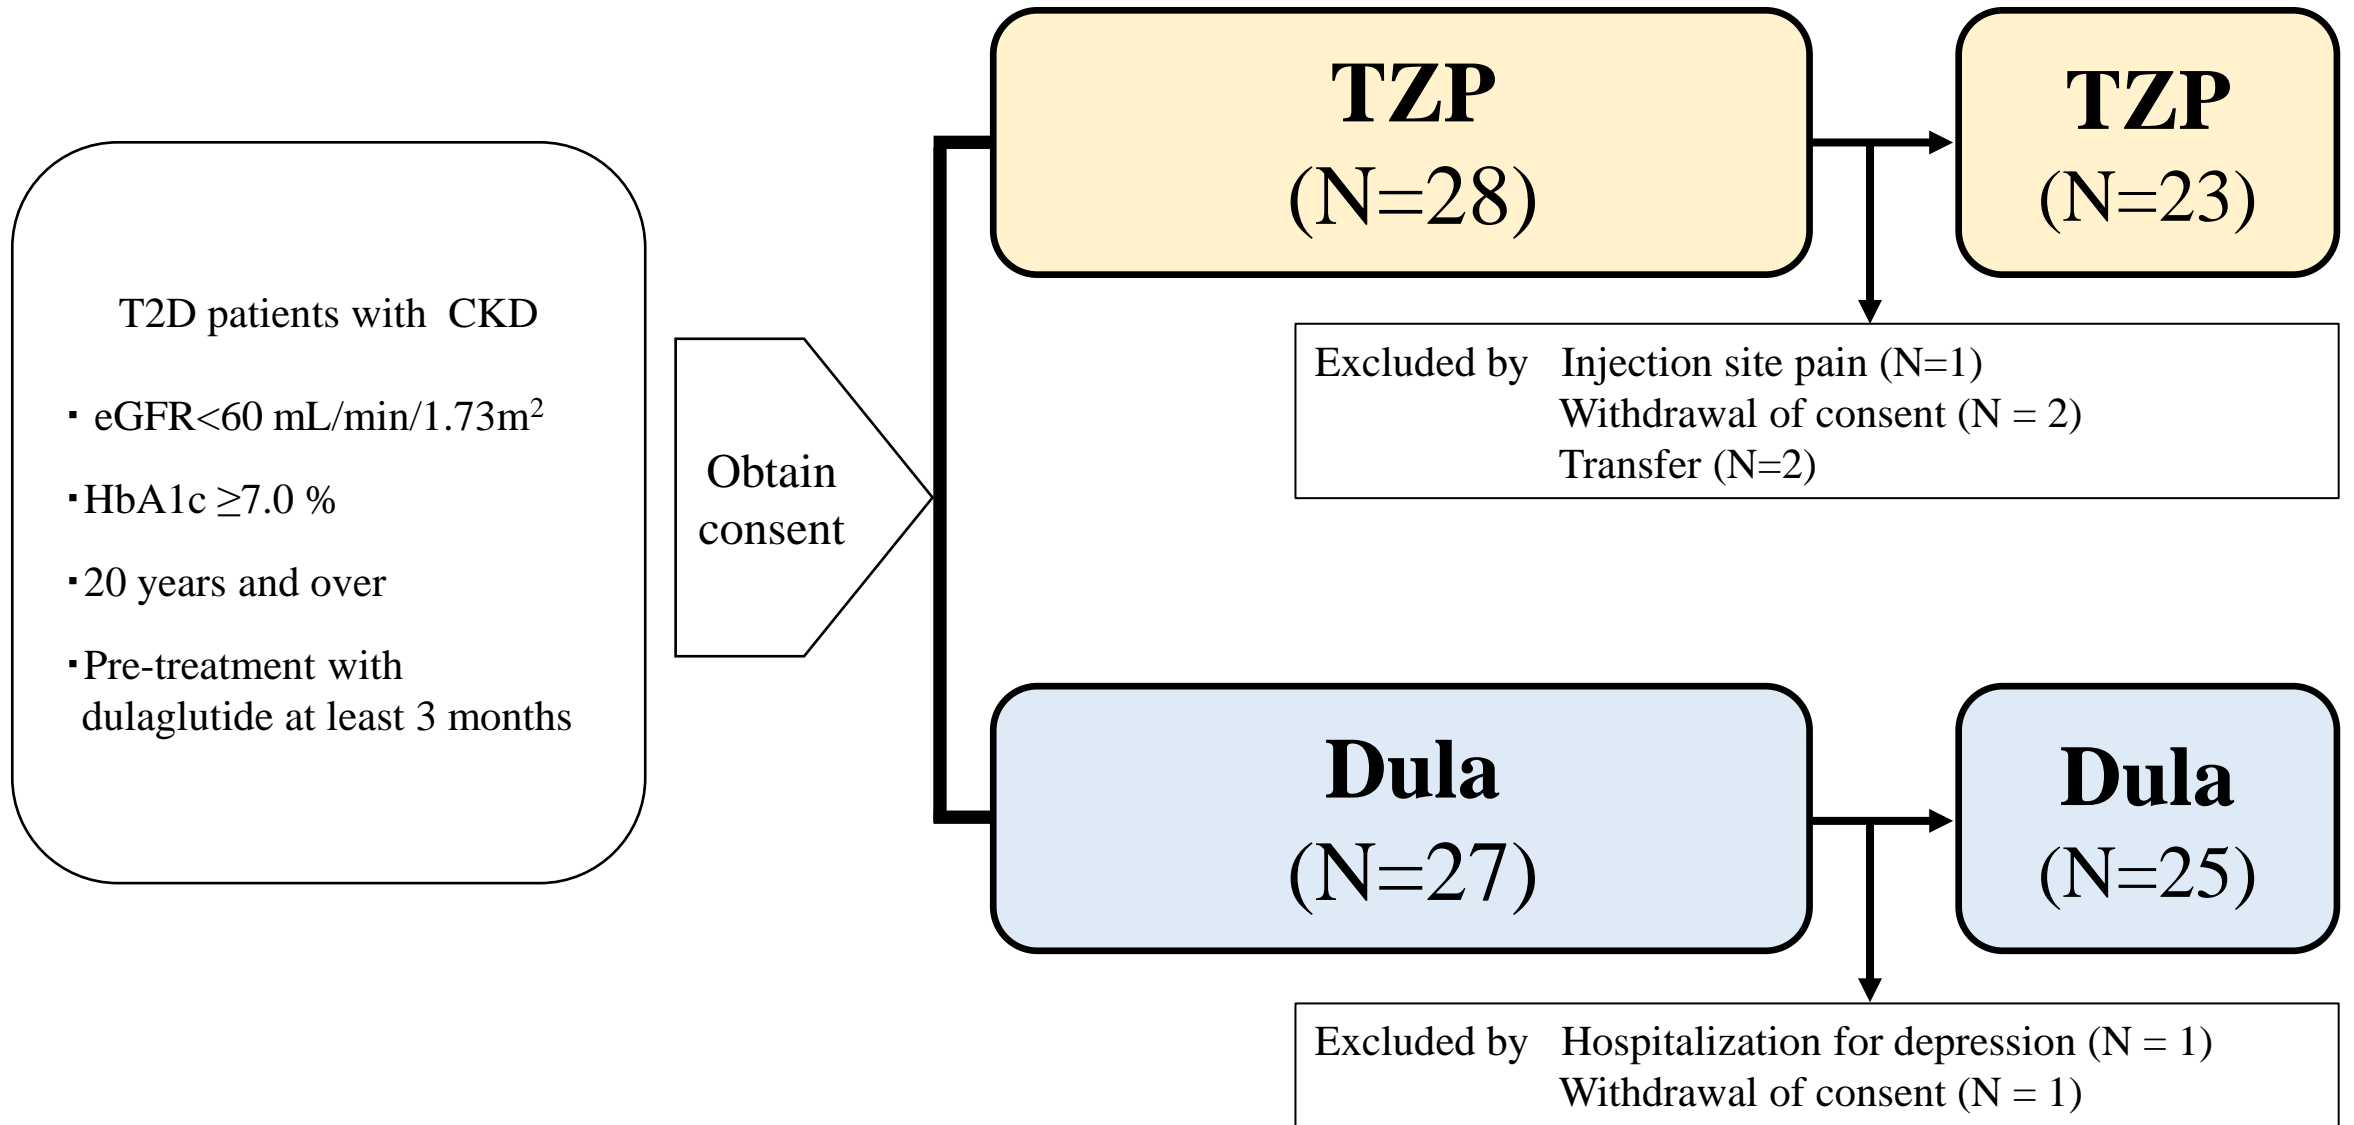 T2D patients with CKD
･ eGFR<60 mL/min/1.73m²
･HbA1c ≥7.0 %
･20 years and over
･Pre-treatment with
dulaglutide at least 3 months
Obtain
consent
TZP
(N=28)
TZP
(N=23)
Excluded by Injection site pain (N=1)
Withdrawal of consent (N = 2)
Transfer (N=2)
Dula
(N=27)
Dula
(N=25)
Excluded by Hospitalization for depression (N = 1)
Withdrawal of consent (N = 1)